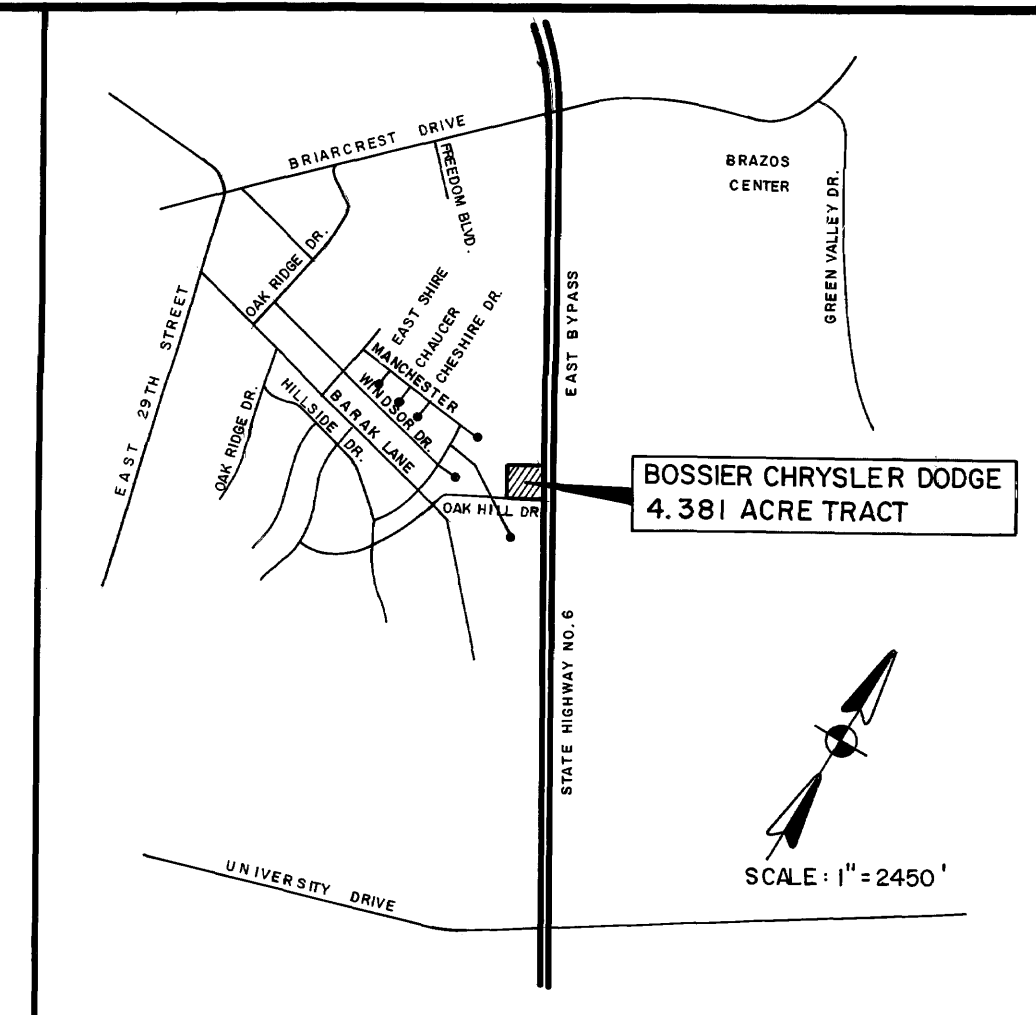 BRIARCREST DRIVE
FREEDOM BLVD.
BRAZOS
CENTER
GREEN VALLEY DR.
OAK RIDGE DR.
EAST 29TH STREET
EAST SHIRE
CHAUCER
CHESHIRE DR.
MANCHESTER
WINDSOR DR.
BARAK LANE
HILLSIDE DR.
OAK RIDGE DR.
EAST BYPASS
OAK HILL DR
BOSSIER CHRYSLER DODGE
4.381 ACRE TRACT
STATE HIGHWAY NO. 6
SCALE: 1" = 2450'
UNIVERSITY DRIVE